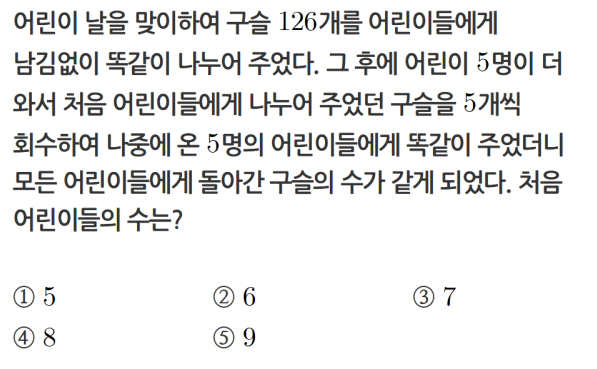 어린이 날을 맞이하여 구슬 126개를 어린이들에게
남김없이 똑같이 나누어 주었다. 그 후에 어린이 5명이 더
와서 처음 어린이들에게 나누어 주었던 구슬을 5개씩
회수하여 나중에 온 5명의 어린이들에게 똑같이 주었더니
모든 어린이들에게 돌아간 구슬의 수가 같게 되었다. 처음
어린이들의 수는?
① 5 ② 6 ③ 7
④ 8 ⑤ 9